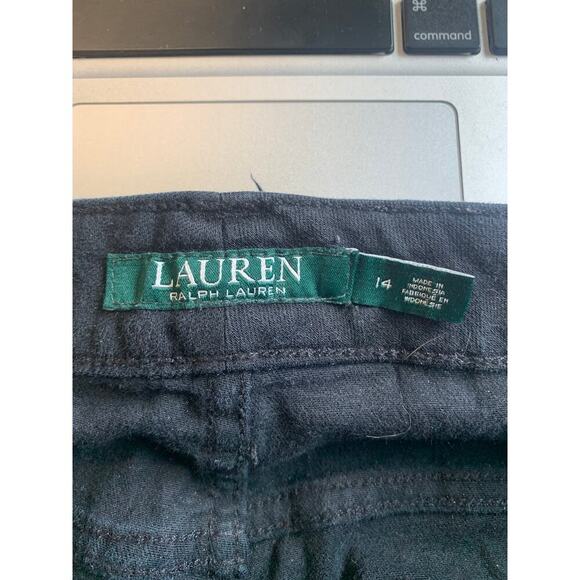 ⌘
command
LAUREN
RALPH LAUREN
14
MADE IN
INDONESIA
FABRIQUÉ EN
INDONÉSIE